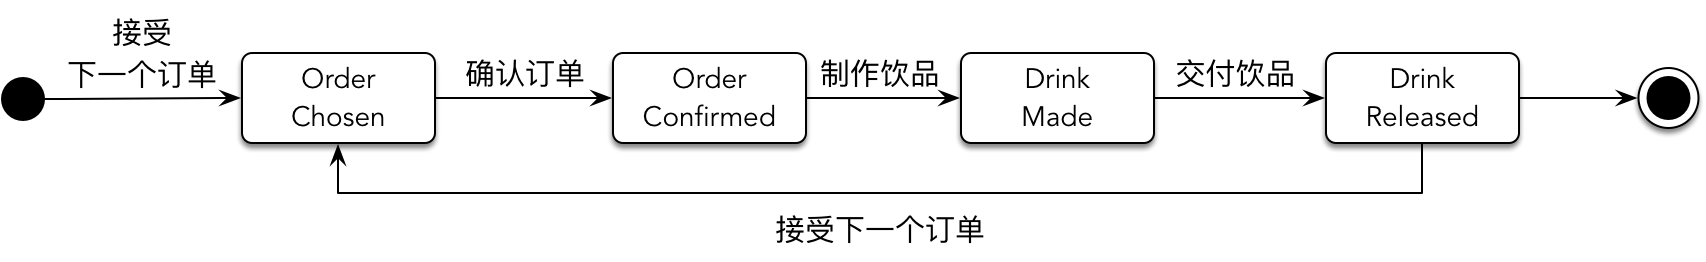 接受
下一个订单
Order
Chosen
确认订单
Order
Confirmed
制作饮品
Drink
Made
交付饮品
Drink
Released
接受下一个订单